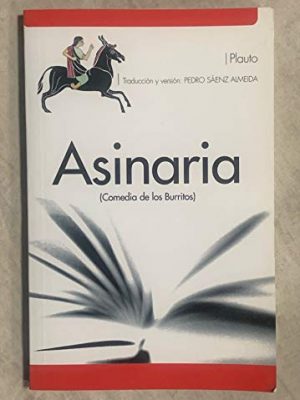 | Plauto
| Traducción y versión: PEDRO SÁENZ ALMEIDA
Asinaria
(Comedia de los Burritos)